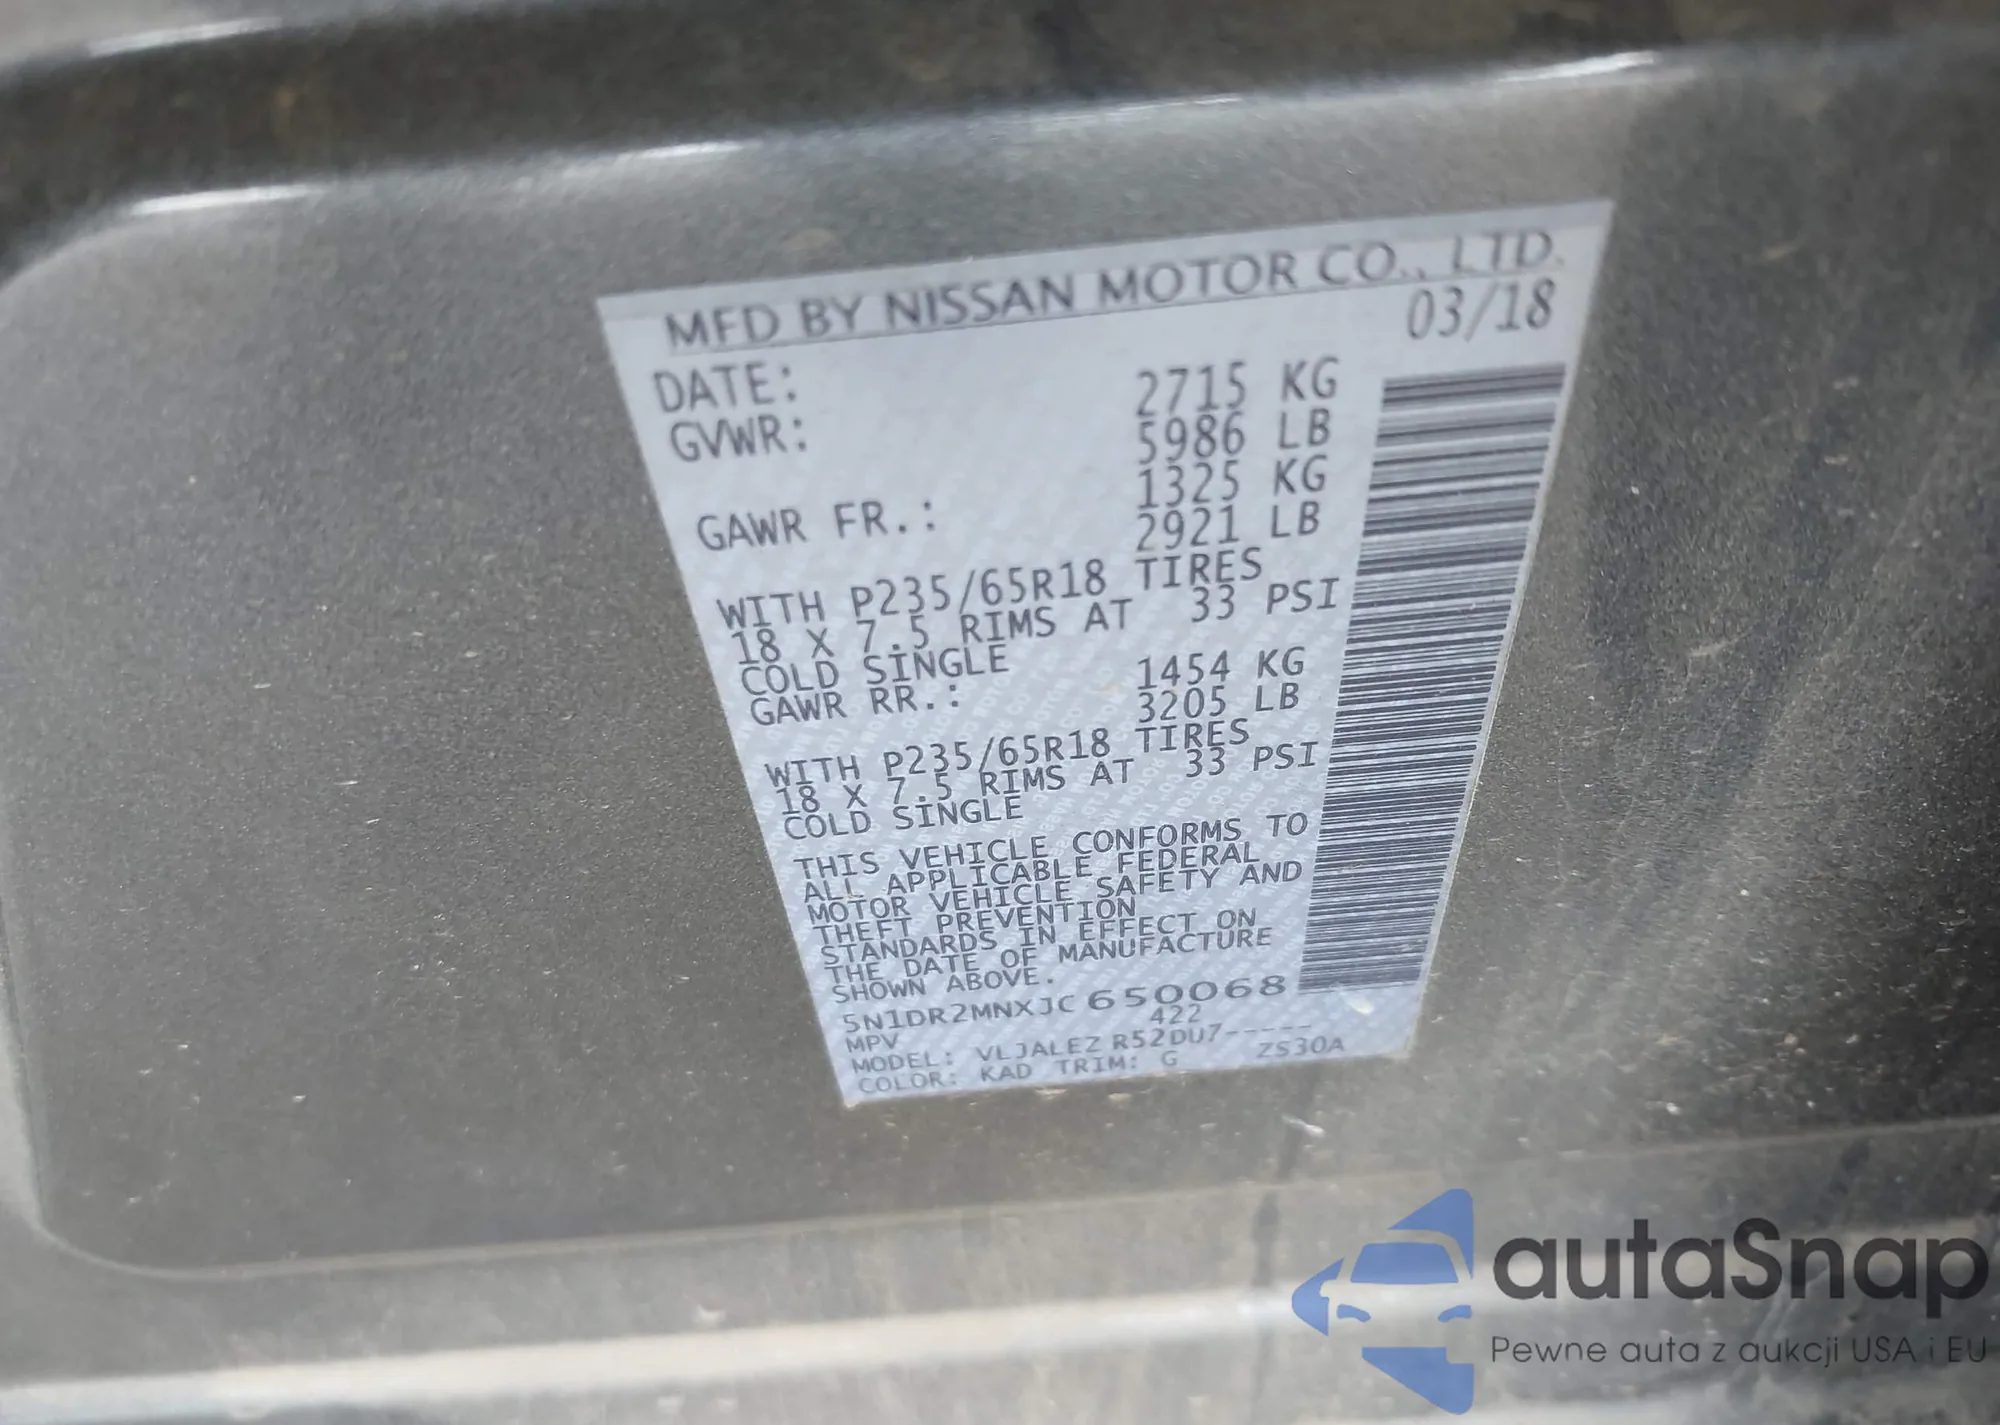 MFD BY NISSAN MOTOR CO., LTD.
DATE: 03/18
GVWR: 2715 KG
5986 LB
GAWR FR.: 1325 KG
2921 LB
WITH P235/65R18 TIRES
18 X 7.5 RIMS AT 33 PSI
COLD SINGLE
GAWR RR.: 1454 KG
3205 LB
WITH P235/65R18 TIRES
18 X 7.5 RIMS AT 33 PSI
COLD SINGLE
THIS VEHICLE CONFORMS TO
ALL APPLICABLE FEDERAL
MOTOR VEHICLE SAFETY AND
THEFT PREVENTION
STANDARDS IN EFFECT ON
THE DATE OF MANUFACTURE
SHOWN ABOVE.
5N1DR2MNXJC650068
MPV 422
MODEL: VLJALEZ R52DU7-----
COLOR: KAD TRIM: G ZS30A
autaSnap
Pewne auta z aukcji USA i EU